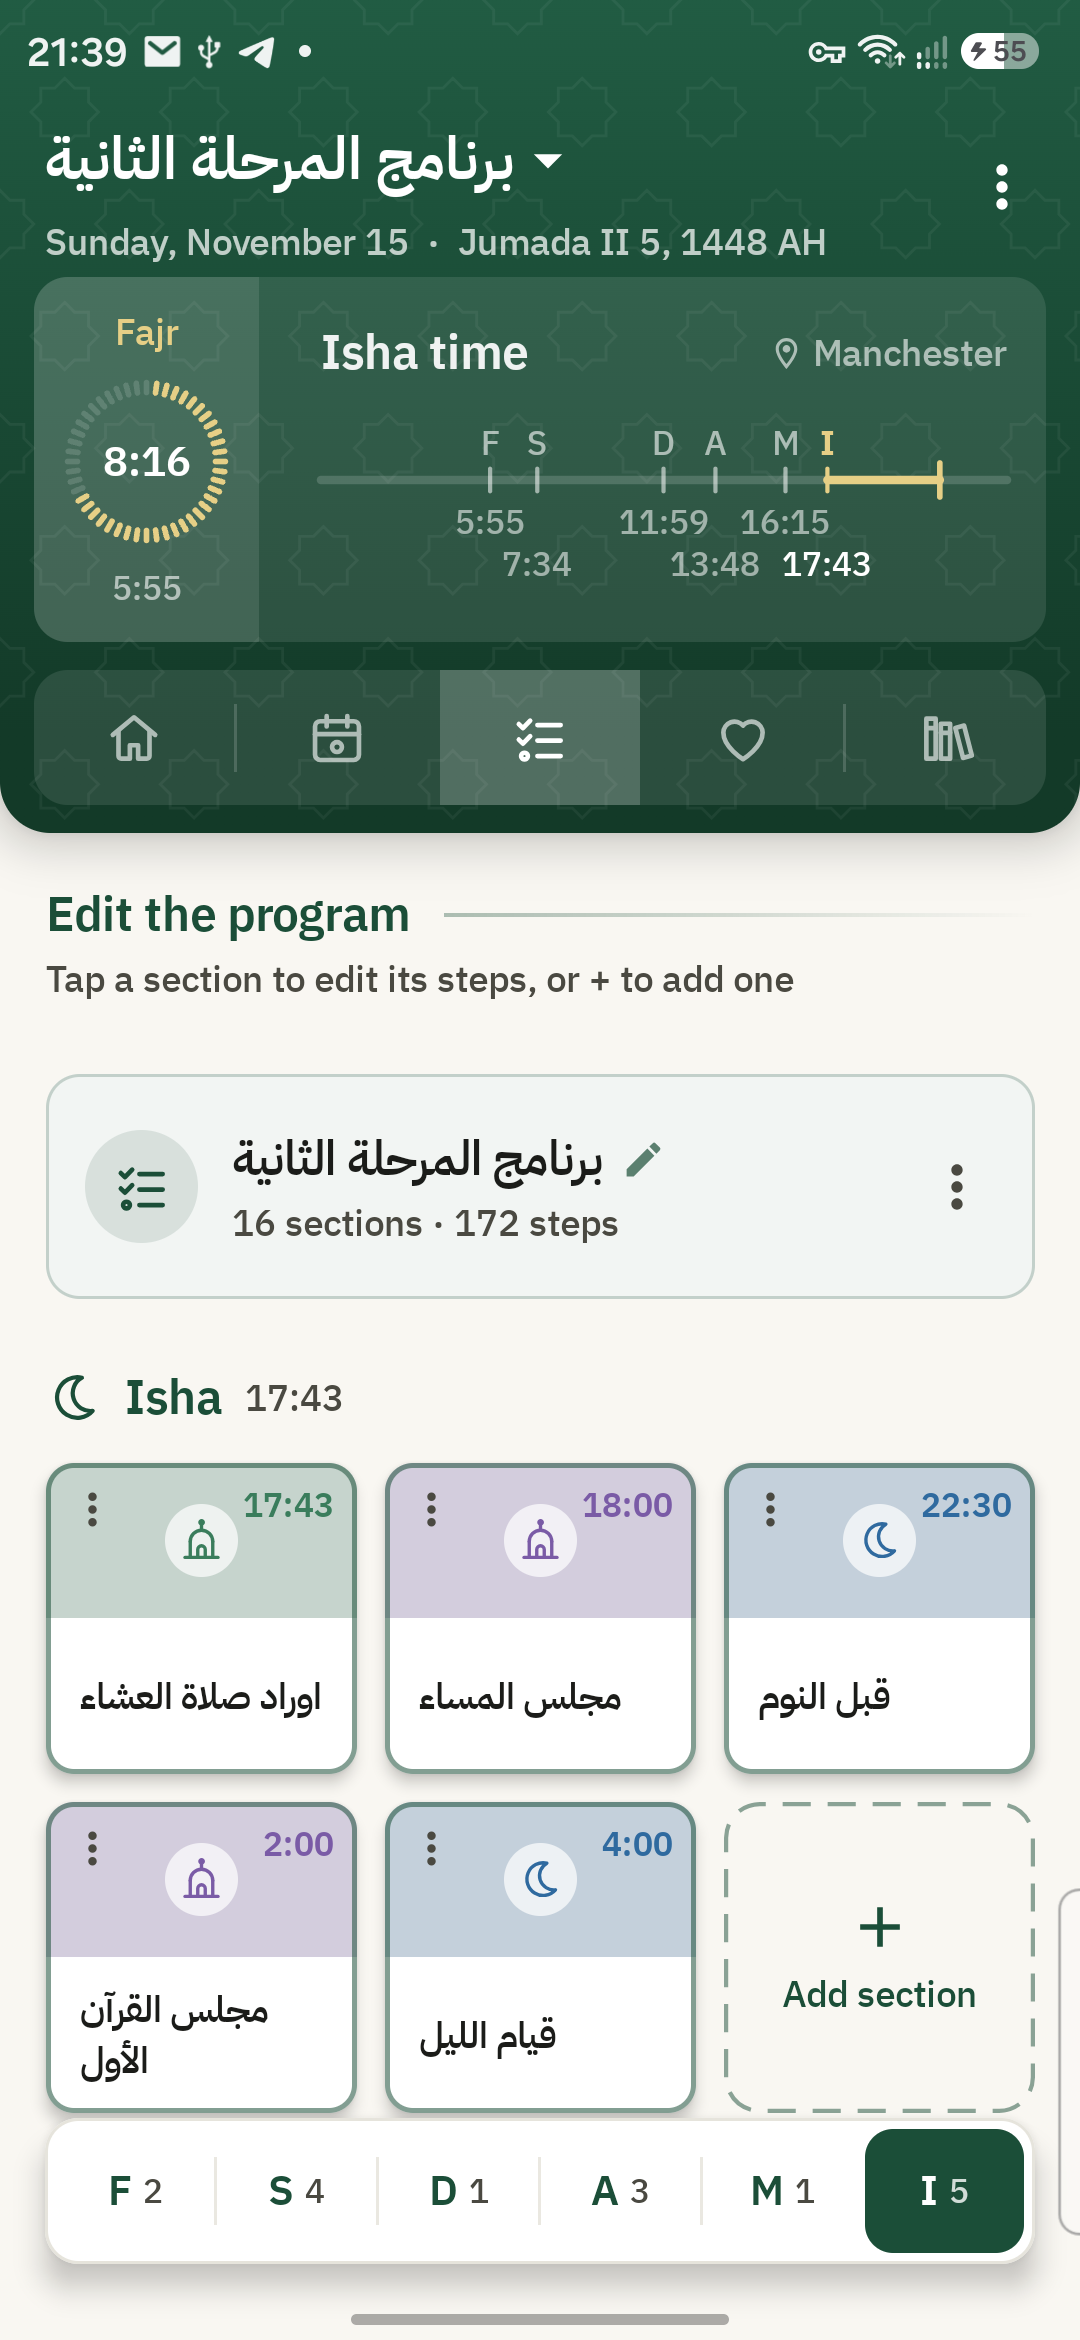 21:39
55
برنامج المرحلة الثانية
Sunday, November 15 · Jumada II 5, 1448 AH
Fajr
8:16
5:55
Isha time
Manchester
F S D A M I
5:55 11:59 16:15
7:34 13:48 17:43
Edit the program
Tap a section to edit its steps, or + to add one
برنامج المرحلة الثانية
16 sections · 172 steps
Isha 17:43
17:43
اوراد صلاة العشاء
18:00
مجلس المساء
22:30
قبل النوم
2:00
مجلس القرآن
الأول
4:00
قيام الليل
+
Add section
F 2 S 4 D 1 A 3 M 1 I 5